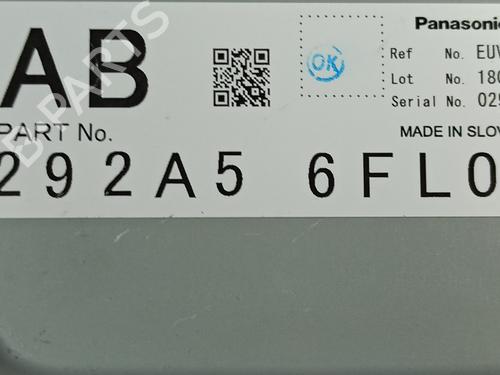 AB
OK
Panasonic
Ref No. EUV
Lot No. 180
Serial No. 029
PART No.
MADE IN SLOV
292A5 6FL0
B PARTS